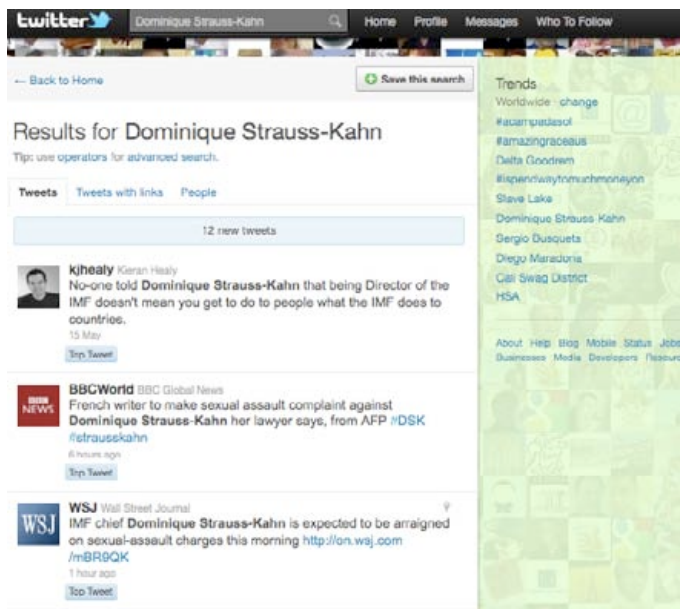 twitter Dominique Strauss-Kahn Home Profile Messages Who To Follow
← Back to Home
Save this search
Results for Dominique Strauss-Kahn
Tip: use operators for advanced search.
Tweets Tweets with links People
12 new tweets
kjhealy Kieran Healy
No-one told Dominique Strauss-Kahn that being Director of the
IMF doesn't mean you get to do to people what the IMF does to
countries.
15 May
Top Tweet
BBC
NEWS
BBCWorld BBC Global News
French writer to make sexual assault complaint against
Dominique Strauss-Kahn her lawyer says, from AFP #DSK
#strausskahn
6 hours ago
Top Tweet
WSJ
WSJ Wall Street Journal
IMF chief Dominique Strauss-Kahn is expected to be arraigned
on sexual-assault charges this morning http://on.wsj.com
/mBR9QK
1 hour ago
Top Tweet
Trends
Worldwide · change
#acampadasol
#amazinggraceaus
Delta Goodrem
#ispendwaytomuchmoneyon
Slave Lake
Dominique Strauss Kahn
Sergio Busquets
Diego Maradona
Cali Swag District
HSA
About Help Blog Mobile Status Jobs
Businesses Media Developers